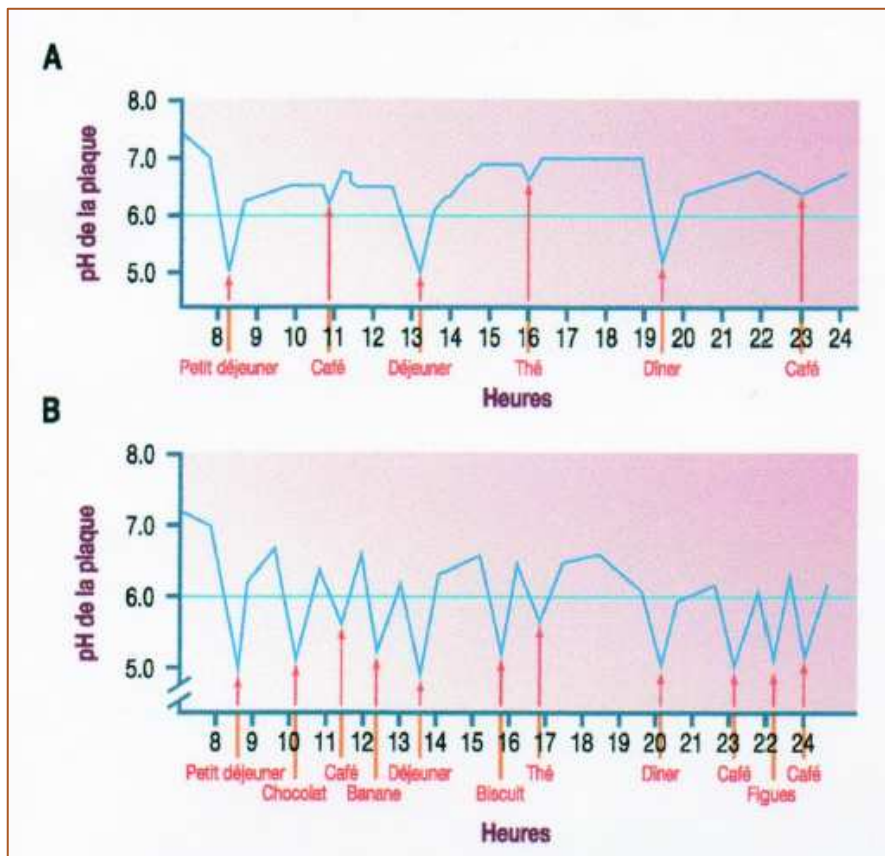 A
pH de la plaque
8.0
7.0
6.0
5.0
8 9 10 11 12 13 14 15 16 17 18 19 20 21 22 23 24
Petit déjeuner Café Déjeuner Thé Dîner Café
Heures
B
pH de la plaque
8.0
7.0
6.0
5.0
8 9 10 11 12 13 14 15 16 17 18 19 20 21 22 23 22 24
Petit déjeuner Café Déjeuner Thé Dîner Café Café
Chocolat Banane Biscuit Figues
Heures